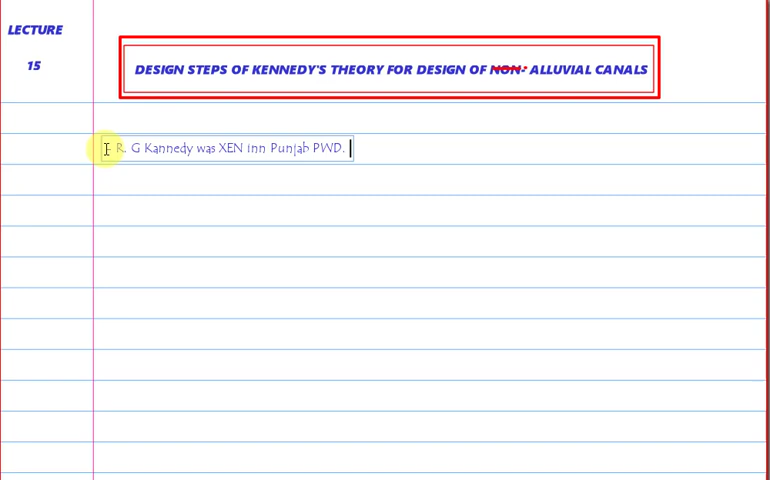 LECTURE
15
DESIGN STEPS OF KENNEDY'S THEORY FOR DESIGN OF NON- ALLUVIAL CANALS
R. G Kannedy was XEN inn Punjab PWD.